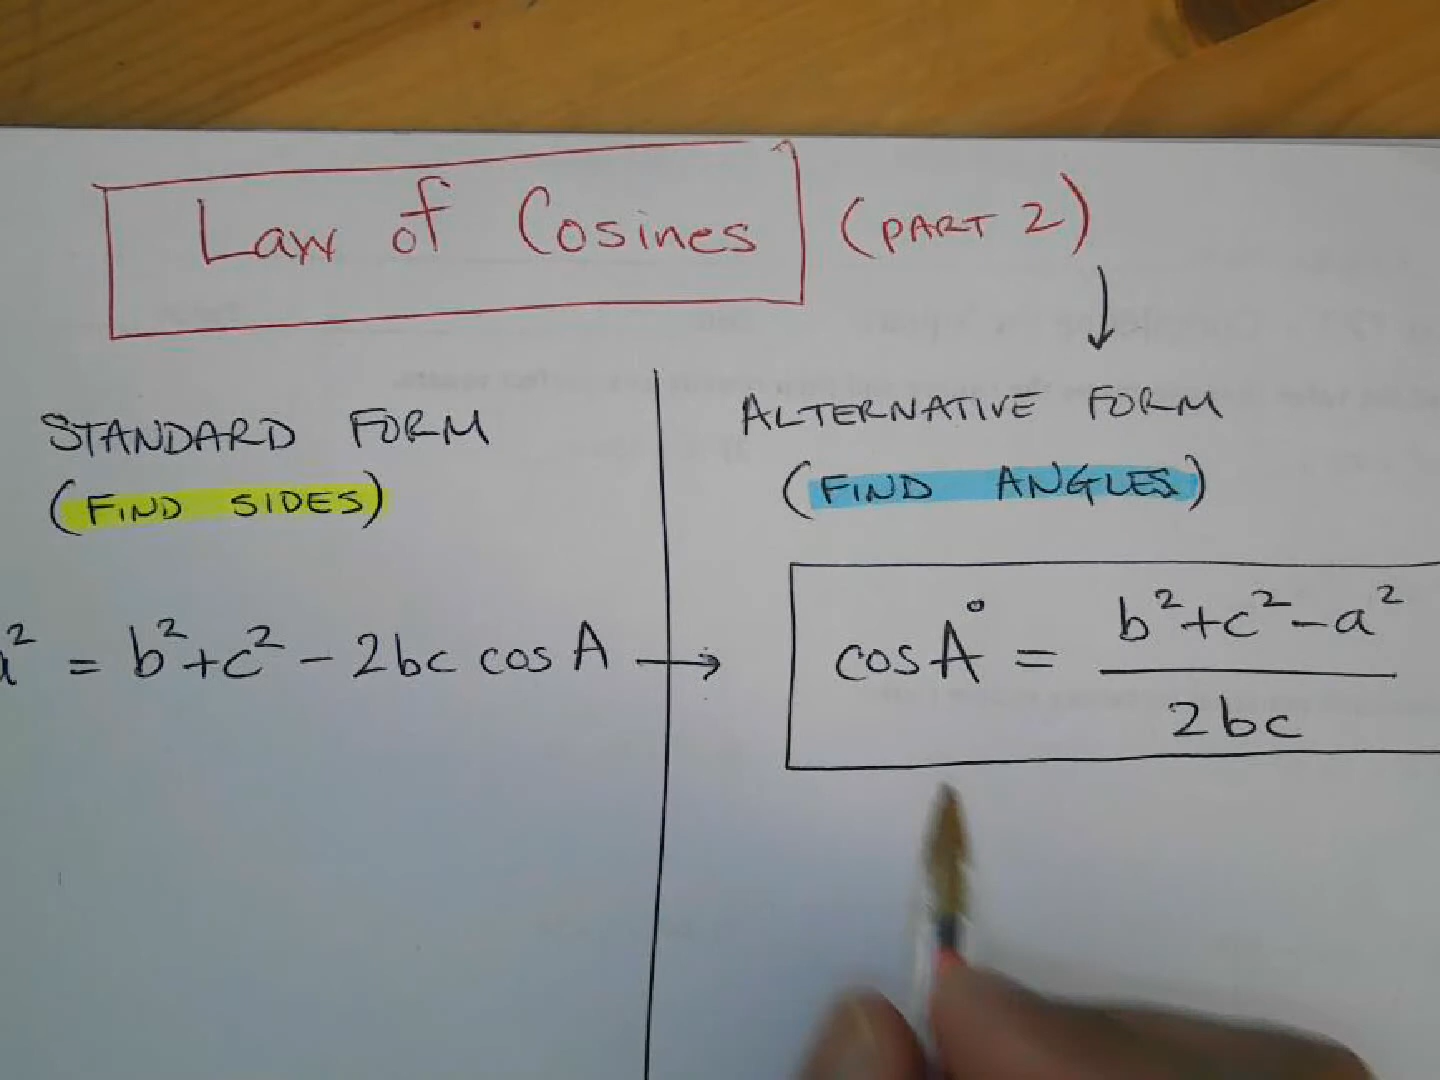 Law of Cosines (PART 2)
STANDARD FORM
(FIND SIDES)
a² = b²+c² - 2bc cos A
ALTERNATIVE FORM
(FIND ANGLES)
cos A° = b²+c²-a²
2bc